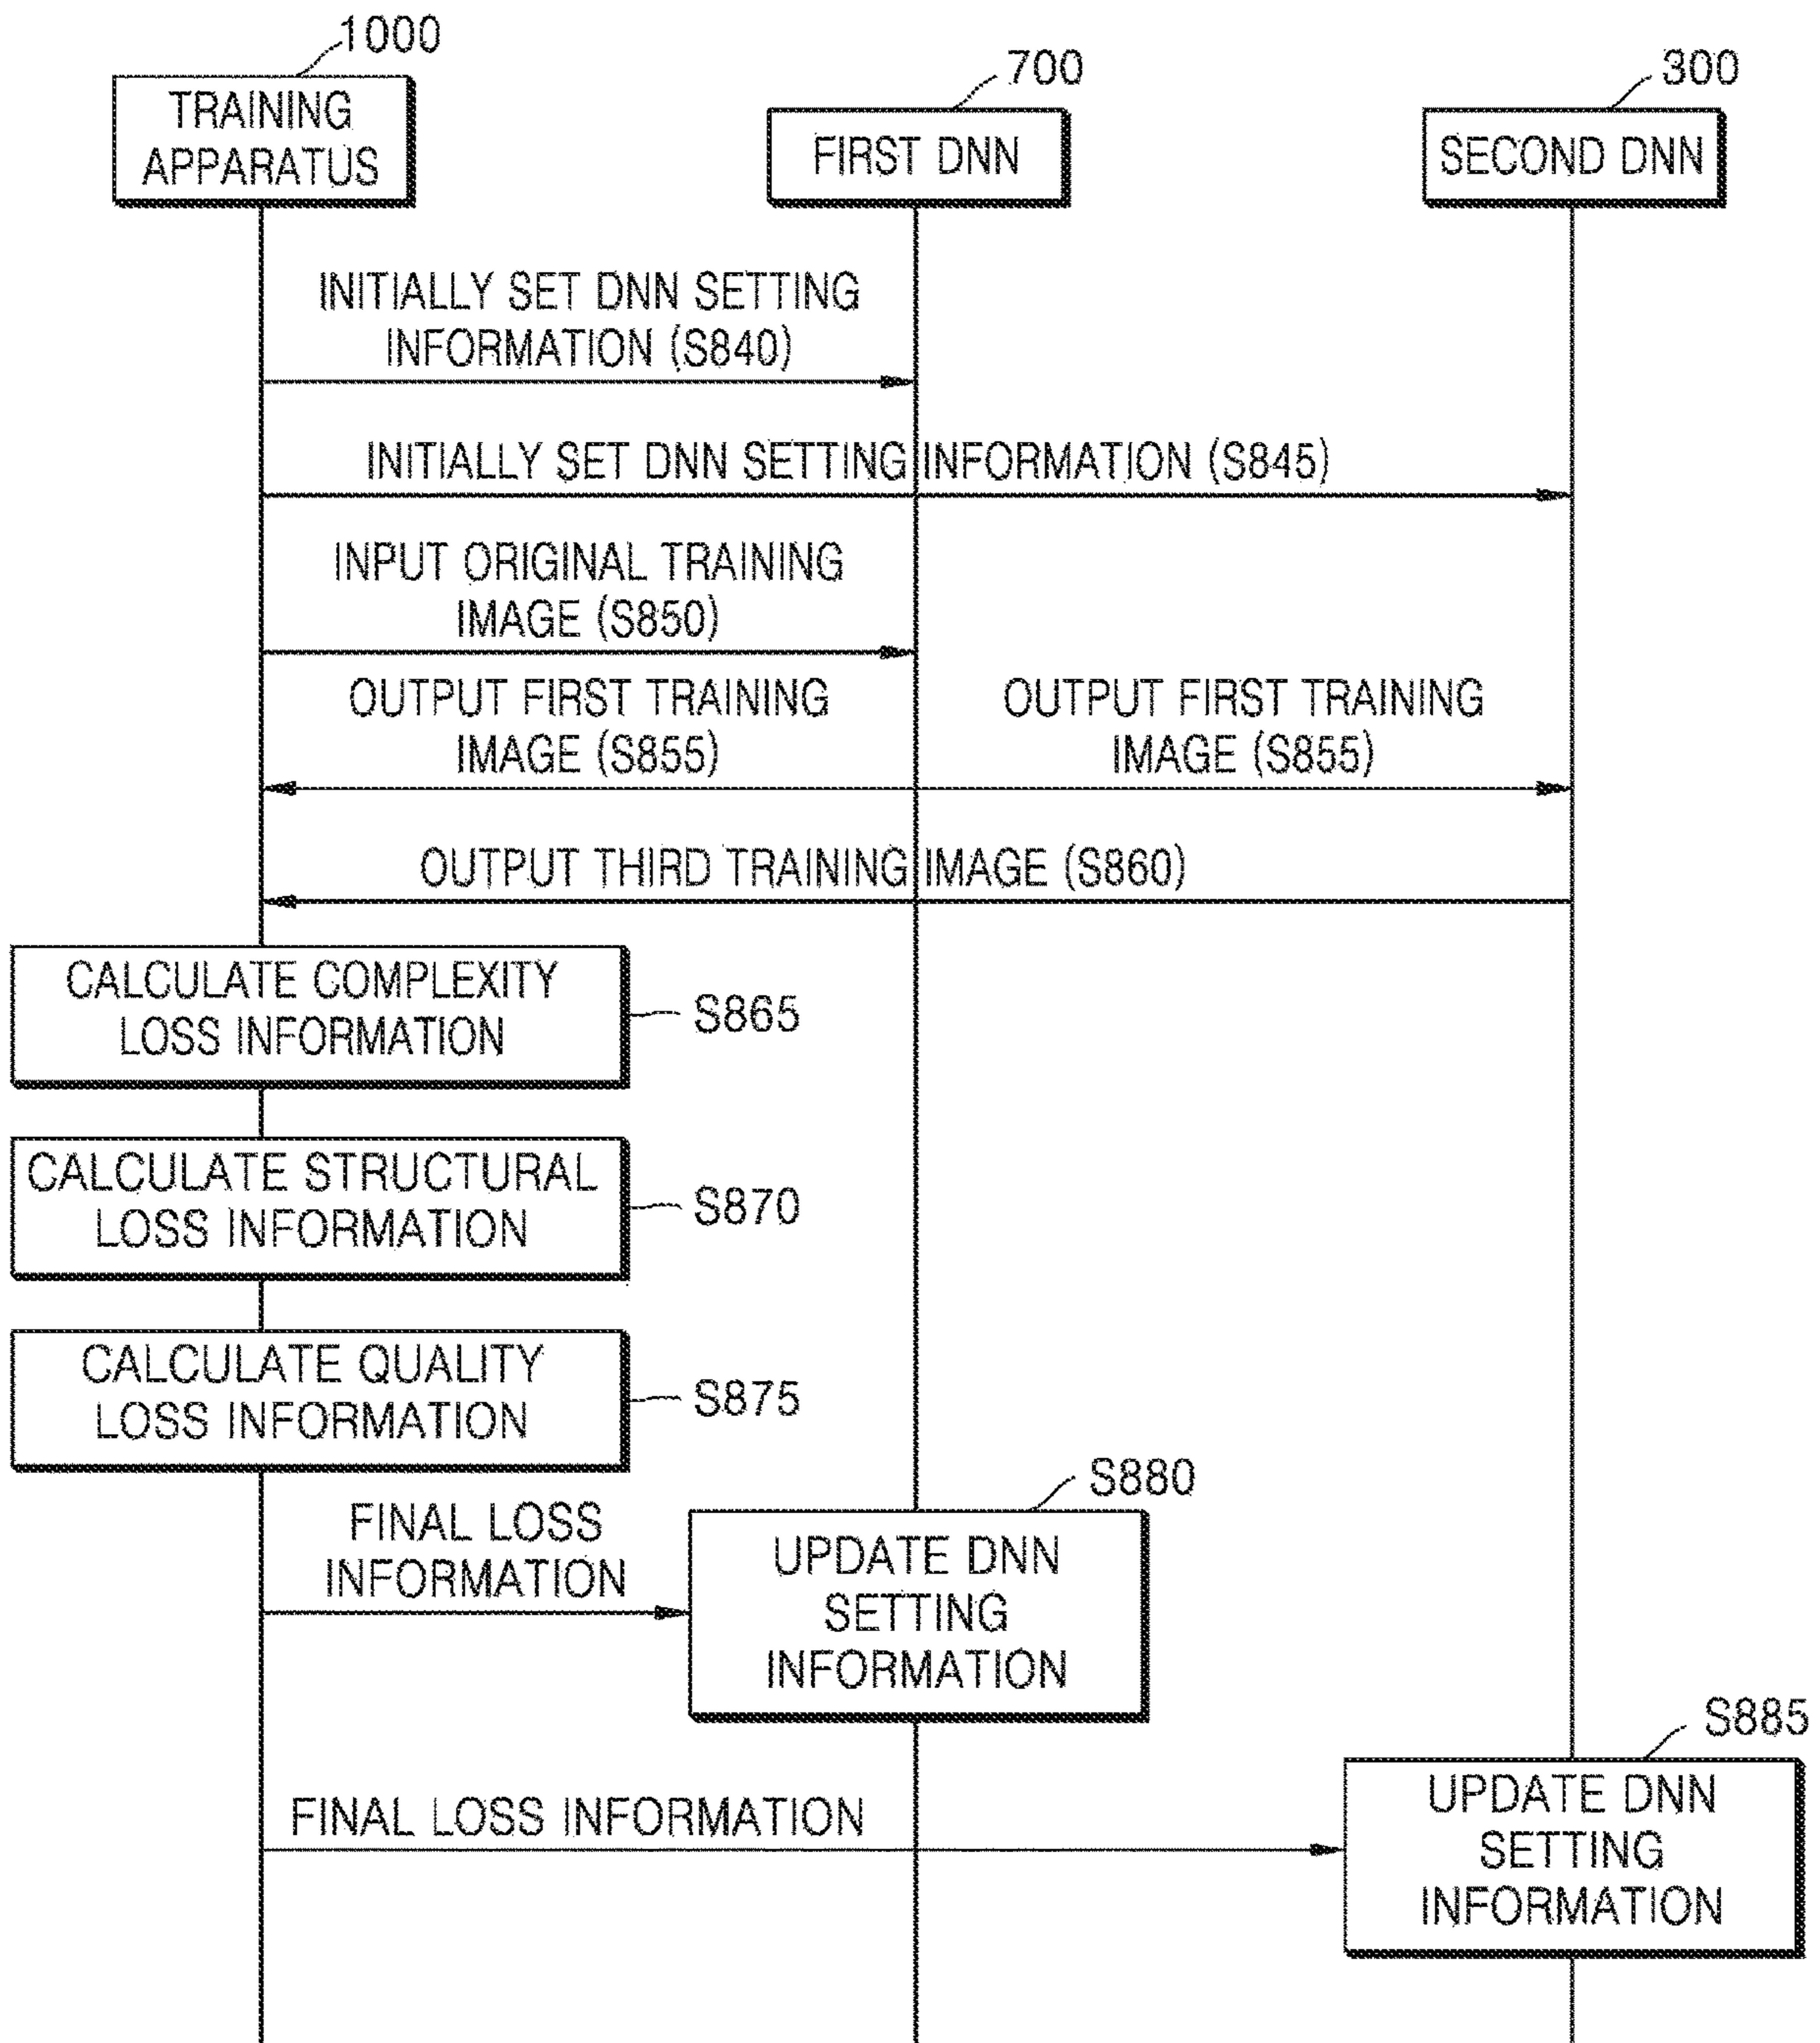 1000
700
300
TRAINING
APPARATUS
FIRST DNN
SECOND DNN
INITIALLY SET DNN SETTING
INFORMATION (S840)
INITIALLY SET DNN SETTING INFORMATION (S845)
INPUT ORIGINAL TRAINING
IMAGE (S850)
OUTPUT FIRST TRAINING
IMAGE (S855)
OUTPUT FIRST TRAINING
IMAGE (S855)
OUTPUT THIRD TRAINING IMAGE (S860)
CALCULATE COMPLEXITY
LOSS INFORMATION
S865
CALCULATE STRUCTURAL
LOSS INFORMATION
S870
CALCULATE QUALITY
LOSS INFORMATION
S875
FINAL LOSS
INFORMATION
S880
UPDATE DNN
SETTING
INFORMATION
FINAL LOSS INFORMATION
S885
UPDATE DNN
SETTING
INFORMATION